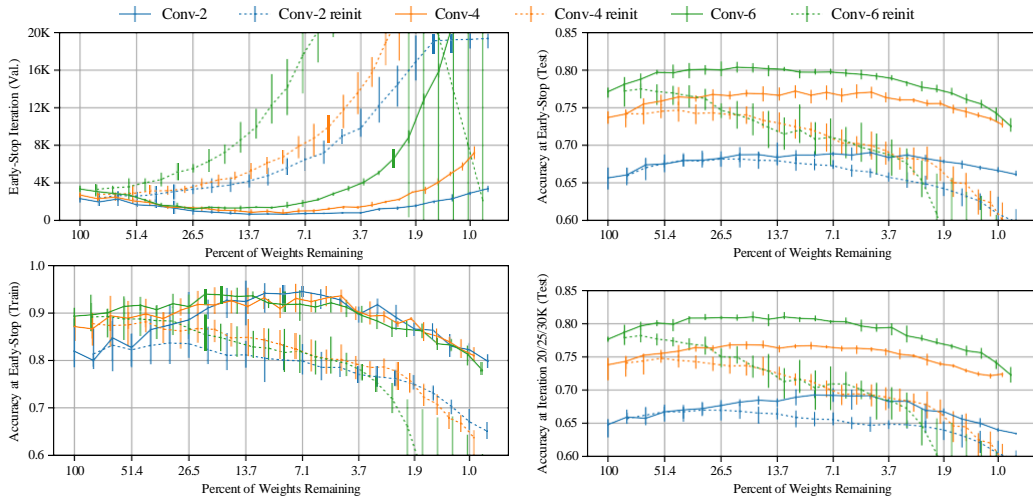 Conv-2 Conv-2 reinit Conv-4 Conv-4 reinit Conv-6 Conv-6 reinit
Early-Stop Iteration (Val.)
20K
16K
12K
8K
4K
0
100 51.4 26.5 13.7 7.1 3.7 1.9 1.0
Percent of Weights Remaining
Accuracy at Early-Stop (Test)
0.85
0.80
0.75
0.70
0.65
0.60
100 51.4 26.5 13.7 7.1 3.7 1.9 1.0
Percent of Weights Remaining
Accuracy at Early-Stop (Train)
1.0
0.9
0.8
0.7
0.6
100 51.4 26.5 13.7 7.1 3.7 1.9 1.0
Percent of Weights Remaining
Accuracy at Iteration 20/25/30K (Test)
0.85
0.80
0.75
0.70
0.65
0.60
100 51.4 26.5 13.7 7.1 3.7 1.9 1.0
Percent of Weights Remaining